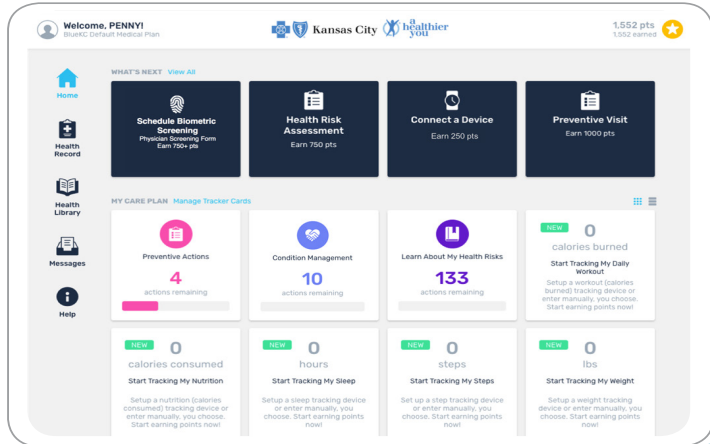 Welcome, PENNY!
BlueKC Default Medical Plan
Kansas City
a
healthier
you
1,552 pts
1,552 earned
WHAT'S NEXT View All
Home
Health
Record
Health
Library
Messages
Help
Schedule Biometric
Screening
Physician Screening Form
Earn 750+ pts
Health Risk
Assessment
Earn 750 pts
Connect a Device
Earn 250 pts
Preventive Visit
Earn 1000 pts
MY CARE PLAN Manage Tracker Cards
Preventive Actions
4
actions remaining
Condition Management
10
actions remaining
Learn About My Health Risks
133
actions remaining
NEW 0
calories burned
Start Tracking My Daily
Workout
Setup a workout (calories
burned) tracking device or
enter manually, you choose.
Start earning points now!
NEW 0
calories consumed
Start Tracking My Nutrition
Setup a nutrition (calories
consumed) tracking device or
enter manually, you choose.
Start earning points now!
NEW 0
hours
Start Tracking My Sleep
Setup a sleep tracking device
or enter manually, you
choose. Start earning points
now!
NEW 0
steps
Start Tracking My Steps
Set up a step tracking device
or enter manually, you
choose. Start earning points
now!
NEW 0
lbs
Start Tracking My Weight
Setup a weight tracking
device or enter manually, you
choose. Start earning points
now!